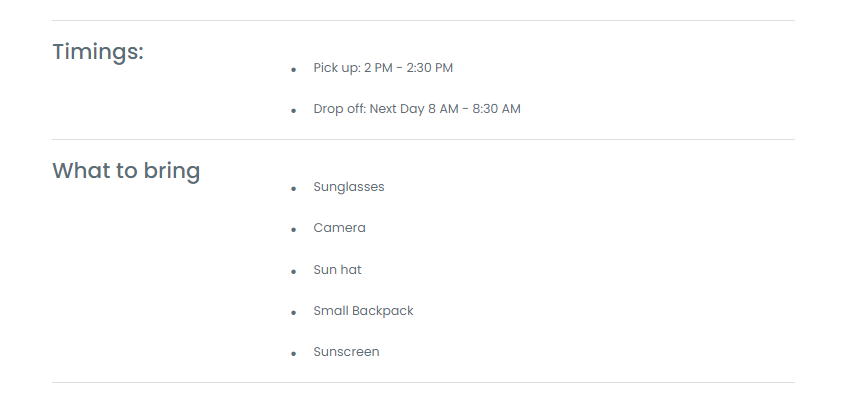 Timings:
Pick up: 2 PM - 2:30 PM
Drop off: Next Day 8 AM - 8:30 AM
What to bring
Sunglasses
Camera
Sun hat
Small Backpack
Sunscreen